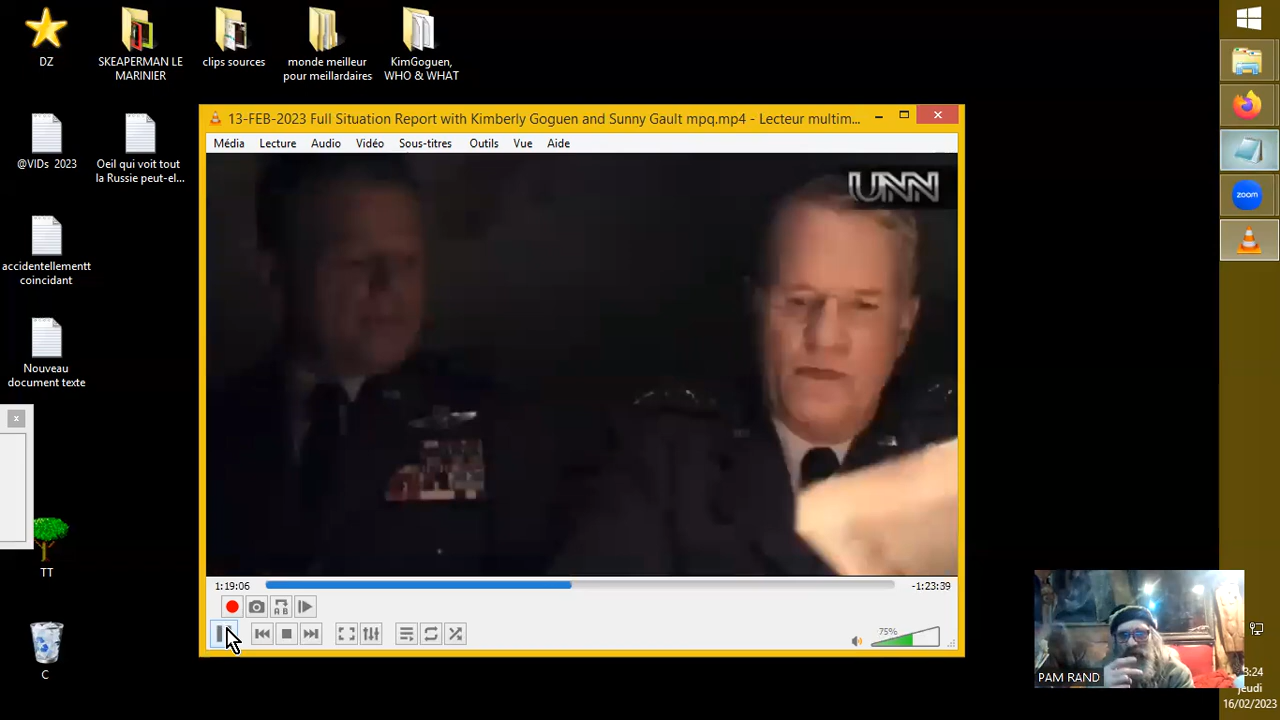 DZ
SKEAPERMAN LE
MARINIER
clips sources
monde meilleur
pour meillardaires
KimGoguen,
WHO & WHAT
@VIDs 2023
Oeil qui voit tout
la Russie peut-el...
accidentellementt
coincidant
Nouveau
document texte
TT
C
13-FEB-2023 Full Situation Report with Kimberly Goguen and Sunny Gault mpq.mp4 - Lecteur multim...
Média Lecture Audio Vidéo Sous-titres Outils Vue Aide
UNN
1:19:06
-1:23:39
AB
75%
zoom
PAM RAND
3:24
jeudi
16/02/2023